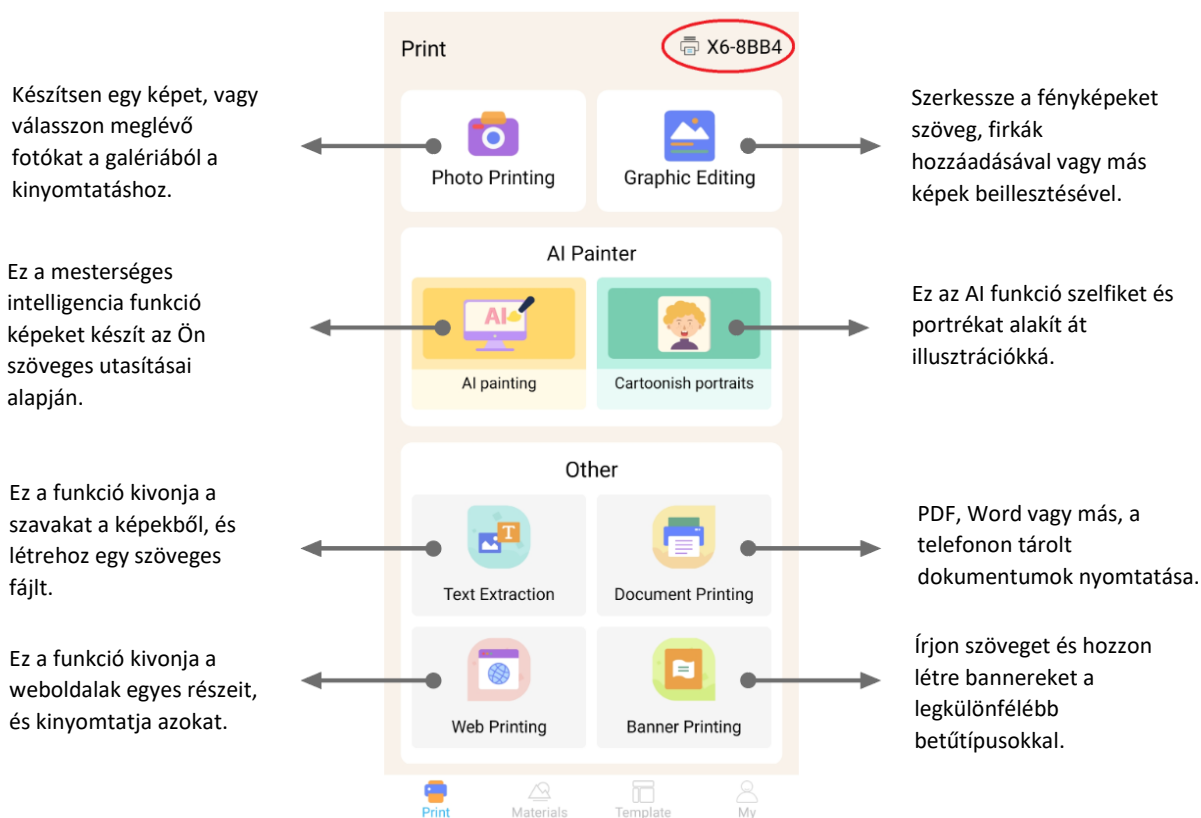 Print
X6-8BB4
Készítsen egy képet, vagy
válasszon meglévő
fotókat a galériából a
kinyomtatáshoz.
Photo Printing
Graphic Editing
Szerkessze a fényképeket
szöveg, firkák
hozzáadásával vagy más
képek beillesztésével.
AI Painter
Ez a mesterséges
intelligencia funkció
képeket készít az Ön
szöveges utasításai
alapján.
AI
AI painting
Cartoonish portraits
Ez az AI funkció szelfiket és
portrékat alakít át
illusztrációkká.
Other
Ez a funkció kivonja a
szavakat a képekből, és
létrehoz egy szöveges
fájlt.
T
Text Extraction
Document Printing
PDF, Word vagy más, a
telefonon tárolt
dokumentumok nyomtatása.
Ez a funkció kivonja a
weboldalak egyes részeit,
és kinyomtatja azokat.
Web Printing
Banner Printing
Írjon szöveget és hozzon
létre bannereket a
legkülönfélébb
betűtípusokkal.
Print
Materials
Template
My